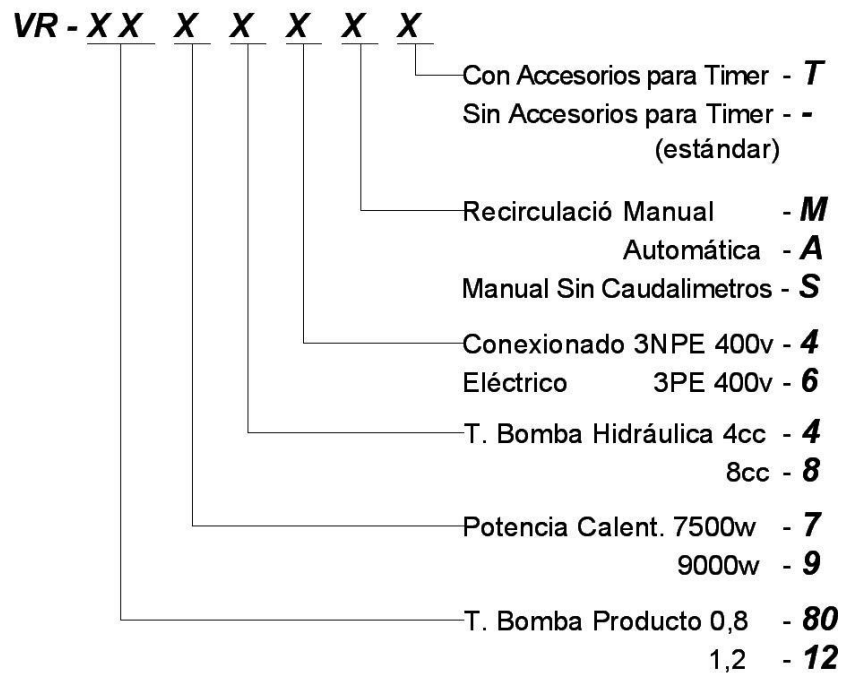 VR - XX X X X X X
Con Accesorios para Timer - T
Sin Accesorios para Timer - -
(estándar)
Recirculació Manual - M
Automática - A
Manual Sin Caudalimetros - S
Conexionado 3NPE 400v - 4
Eléctrico 3PE 400v - 6
T. Bomba Hidráulica 4cc - 4
8cc - 8
Potencia Calent. 7500w - 7
9000w - 9
T. Bomba Producto 0,8 - 80
1,2 - 12